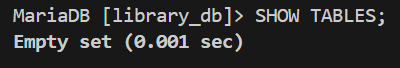 MariaDB [library_db]> SHOW TABLES;
Empty set (0.001 sec)